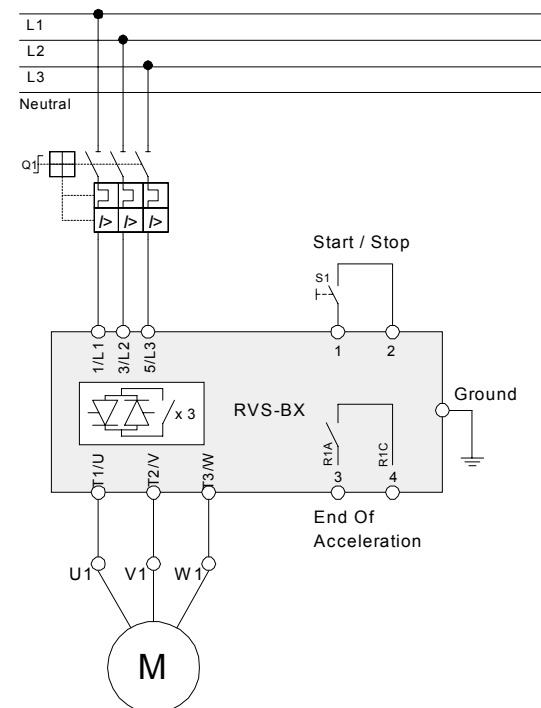 L1
L2
L3
Neutral
Q1
I> I> I>
Start / Stop
S1
1/L1 3/L2 5/L3
1 2
Ground
x 3
RVS-BX
R1A R1C
T1/U T2/V T3/W
3 4
End Of
Acceleration
U1 V1 W1
M